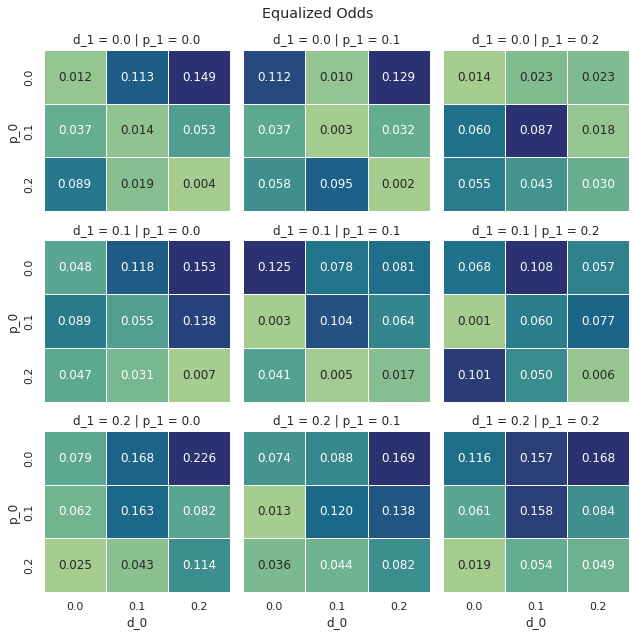 Equalized Odds
d_1 = 0.0 | p_1 = 0.0
d_1 = 0.0 | p_1 = 0.1
d_1 = 0.0 | p_1 = 0.2
p_0
0.0
0.012 0.113 0.149
0.112 0.010 0.129
0.014 0.023 0.023
0.1
0.037 0.014 0.053
0.037 0.003 0.032
0.060 0.087 0.018
0.2
0.089 0.019 0.004
0.058 0.095 0.002
0.055 0.043 0.030
d_1 = 0.1 | p_1 = 0.0
d_1 = 0.1 | p_1 = 0.1
d_1 = 0.1 | p_1 = 0.2
p_0
0.0
0.048 0.118 0.153
0.125 0.078 0.081
0.068 0.108 0.057
0.1
0.089 0.055 0.138
0.003 0.104 0.064
0.001 0.060 0.077
0.2
0.047 0.031 0.007
0.041 0.005 0.017
0.101 0.050 0.006
d_1 = 0.2 | p_1 = 0.0
d_1 = 0.2 | p_1 = 0.1
d_1 = 0.2 | p_1 = 0.2
p_0
0.0
0.079 0.168 0.226
0.074 0.088 0.169
0.116 0.157 0.168
0.1
0.062 0.163 0.082
0.013 0.120 0.138
0.061 0.158 0.084
0.2
0.025 0.043 0.114
0.036 0.044 0.082
0.019 0.054 0.049
0.0 0.1 0.2
0.0 0.1 0.2
0.0 0.1 0.2
d_0
d_0
d_0